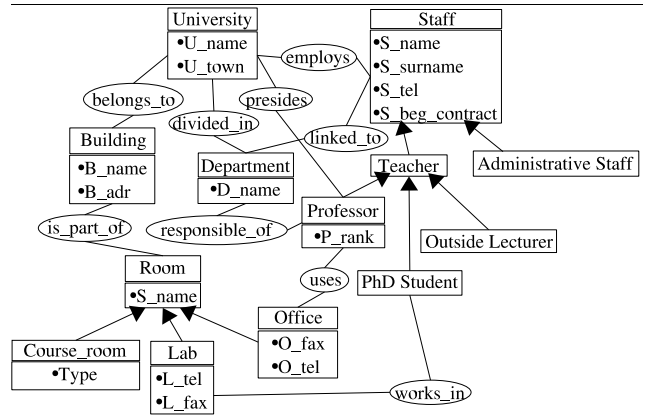 University
•U_name
•U_town
Staff
•S_name
•S_surname
•S_tel
•S_beg_contract
employs
belongs_to
presides
divided_in
linked_to
Building
•B_name
•B_adr
Department
•D_name
Teacher
Administrative Staff
Professor
•P_rank
is_part_of
responsible_of
Outside Lecturer
Room
•S_name
uses
PhD Student
Office
•O_fax
•O_tel
Course_room
•Type
Lab
•L_tel
•L_fax
works_in